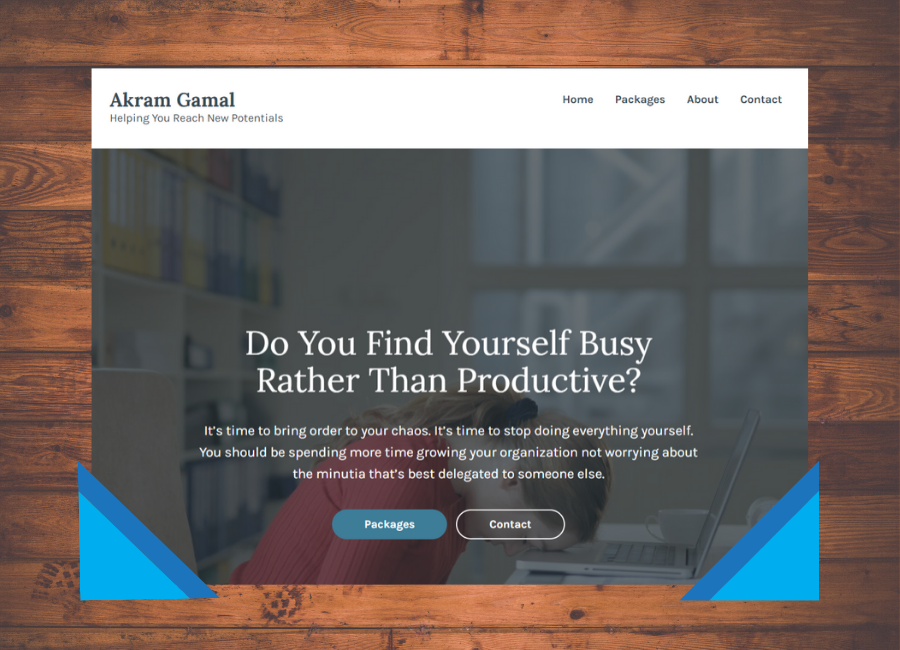 Akram Gamal
Helping You Reach New Potentials
Home Packages About Contact
Do You Find Yourself Busy
Rather Than Productive?
It's time to bring order to your chaos. It's time to stop doing everything yourself.
You should be spending more time growing your organization not worrying about
the minutia that's best delegated to someone else.
Packages Contact